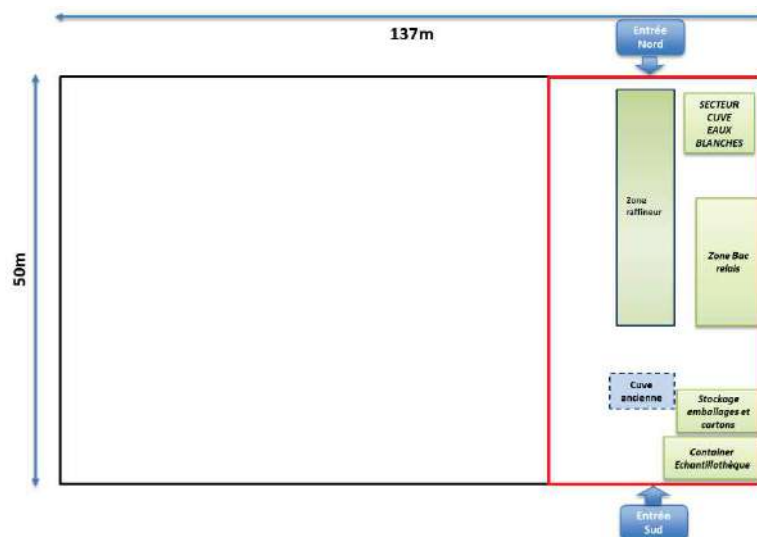 137m
Entrée
Nord
50m
SECTEUR
CUVE
EAUX
BLANCHES
Zone
raffineur
Zone Bac
relais
Cuve
ancienne
Stockage
emballages et
cartons
Container
Echantillothèque
Entrée
Sud